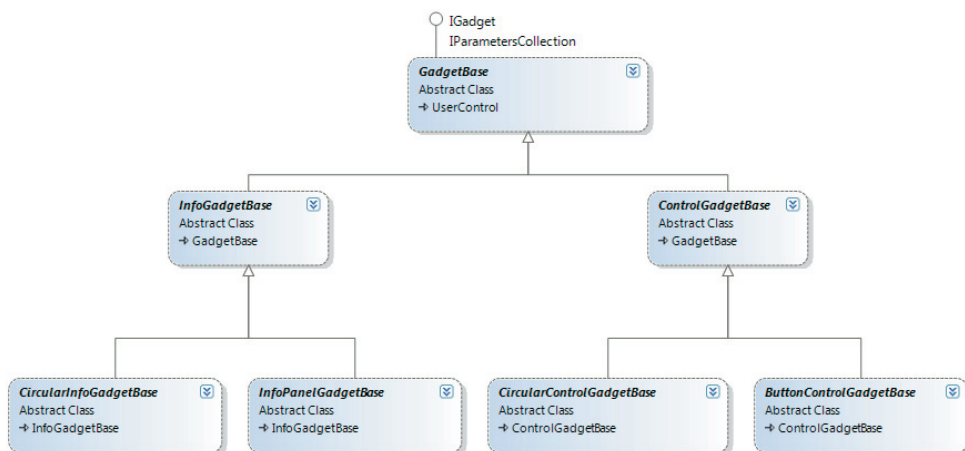 IGadget
IParametersCollection
GadgetBase
Abstract Class
UserControl
InfoGadgetBase
Abstract Class
GadgetBase
ControlGadgetBase
Abstract Class
GadgetBase
CircularInfoGadgetBase
Abstract Class
InfoGadgetBase
InfoPanelGadgetBase
Abstract Class
InfoGadgetBase
CircularControlGadgetBase
Abstract Class
ControlGadgetBase
ButtonControlGadgetBase
Abstract Class
ControlGadgetBase